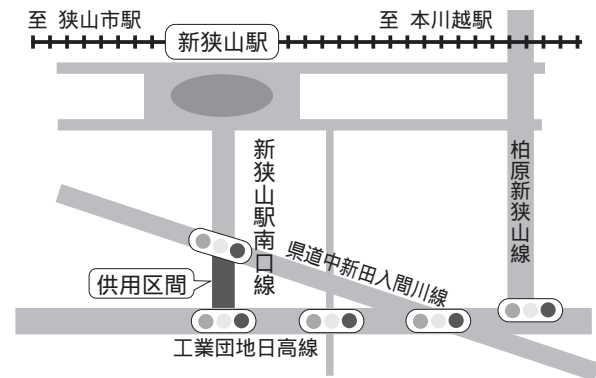 至 狭山市駅
至 本川越駅
新狭山駅
新狭山駅南口線
柏原新狭山線
県道中新田入間川線
供用区間
工業団地日高線